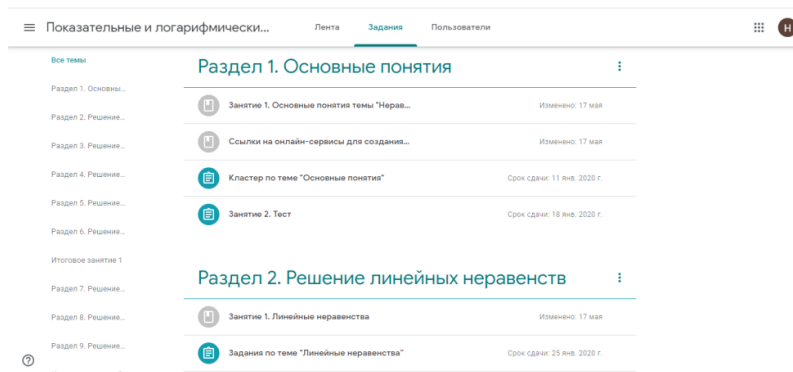 Показательные и логарифмически...
Лента
Задания
Пользователи
Н
Все темы
Раздел 1. Основны...
Раздел 2. Решение...
Раздел 3. Решение...
Раздел 4. Решение...
Раздел 5. Решение...
Раздел 6. Решение...
Итоговое занятие 1
Раздел 7. Решение...
Раздел 8. Решение...
Раздел 9. Решение...
Раздел 1. Основные понятия
Занятие 1. Основные понятия темы "Нерав... Изменено: 17 мая
Ссылки на онлайн-сервисы для создания... Изменено: 17 мая
Кластер по теме "Основные понятия" Срок сдачи: 11 янв. 2020 г.
Занятие 2. Тест Срок сдачи: 18 янв. 2020 г.
Раздел 2. Решение линейных неравенств
Занятие 1. Линейные неравенства Изменено: 17 мая
Задания по теме "Линейные неравенства" Срок сдачи: 25 янв. 2020 г.